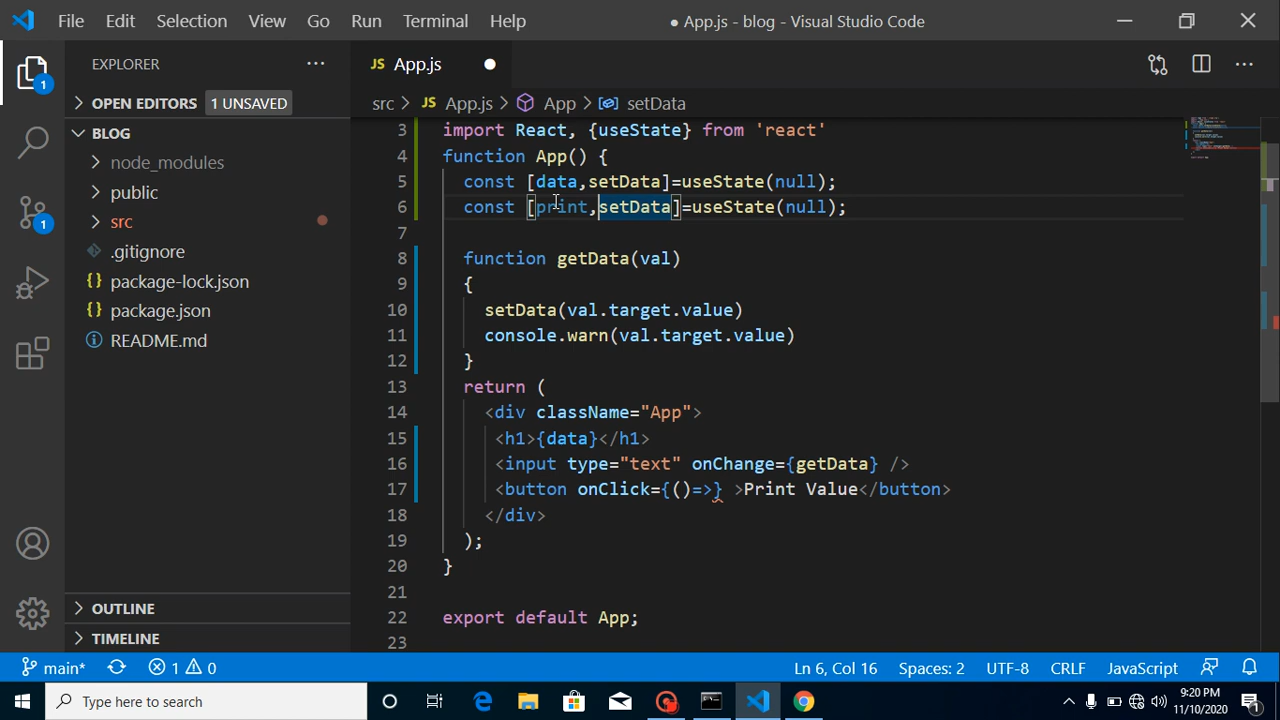 File Edit Selection View Go Run Terminal Help
● App.js - blog - Visual Studio Code
EXPLORER
OPEN EDITORS 1 UNSAVED
BLOG
node_modules
public
src
.gitignore
package-lock.json
package.json
README.md
OUTLINE
TIMELINE
1
1
JS App.js
src > JS App.js > App > setData
3 import React, {useState} from 'react'
4 function App() {
5 const [data,setData]=useState(null);
6 const [print,setData]=useState(null);
7
8 function getData(val)
9 {
10 setData(val.target.value)
11 console.warn(val.target.value)
12 }
13 return (
14 <div className="App">
15 <h1>{data}</h1>
16 <input type="text" onChange={getData} />
17 <button onClick={()=>} >Print Value</button>
18 </div>
19 );
20 }
21
22 export default App;
23
main* 1 0 Ln 6, Col 16 Spaces: 2 UTF-8 CRLF JavaScript
Type here to search
9:20 PM
11/10/2020
1